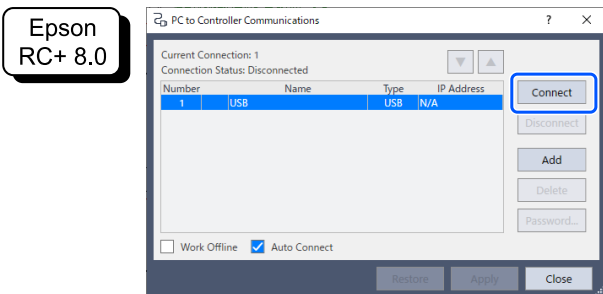 Epson
RC+ 8.0
PC to Controller Communications
?
Current Connection: 1
Connection Status: Disconnected
Number Name Type IP Address
1 USB USB N/A
Connect
Disconnect
Add
Delete
Password...
Work Offline Auto Connect
Restore Apply Close